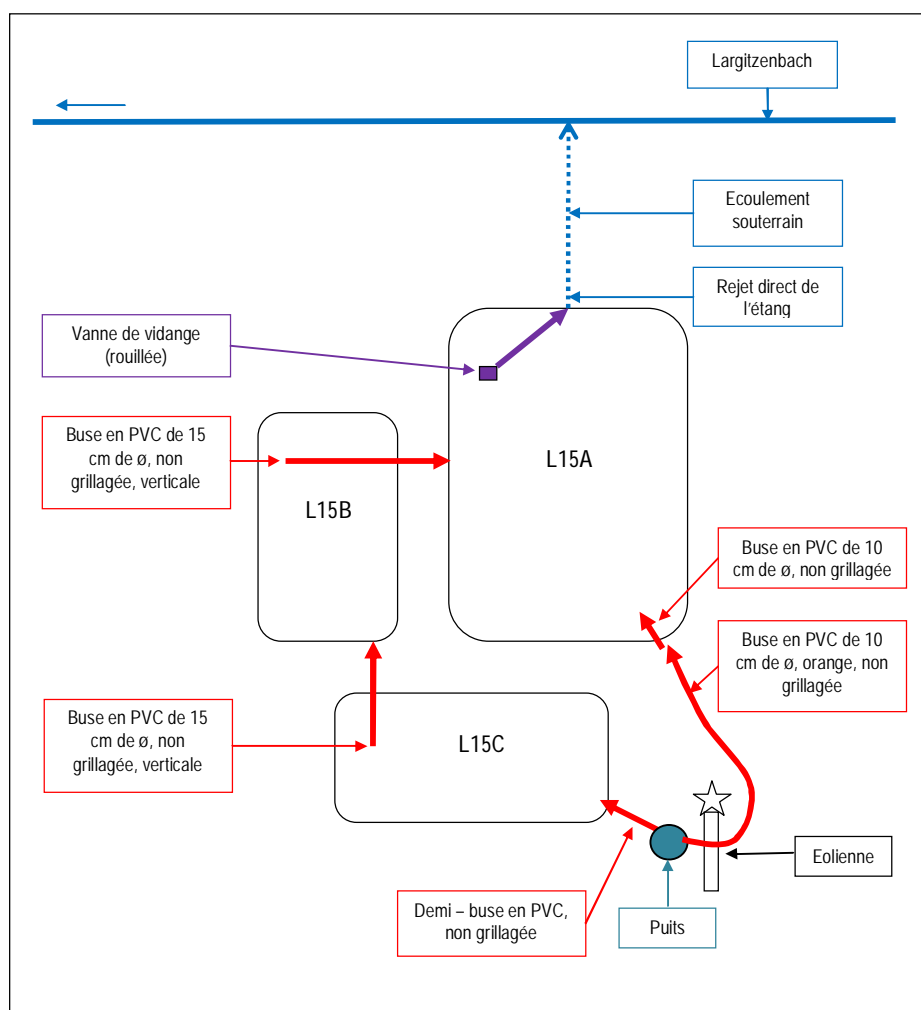 Largitzenbach
Ecoulement
souterrain
Rejet direct de
l'étang
Vanne de vidange
(rouillée)
Buse en PVC de 15
cm de ø, non
grillagée, verticale
L15A
L15B
Buse en PVC de 10
cm de ø, non grillagée
Buse en PVC de 10
cm de ø, orange, non
grillagée
Buse en PVC de 15
cm de ø, non
grillagée, verticale
L15C
Eolienne
Demi – buse en PVC,
non grillagée
Puits